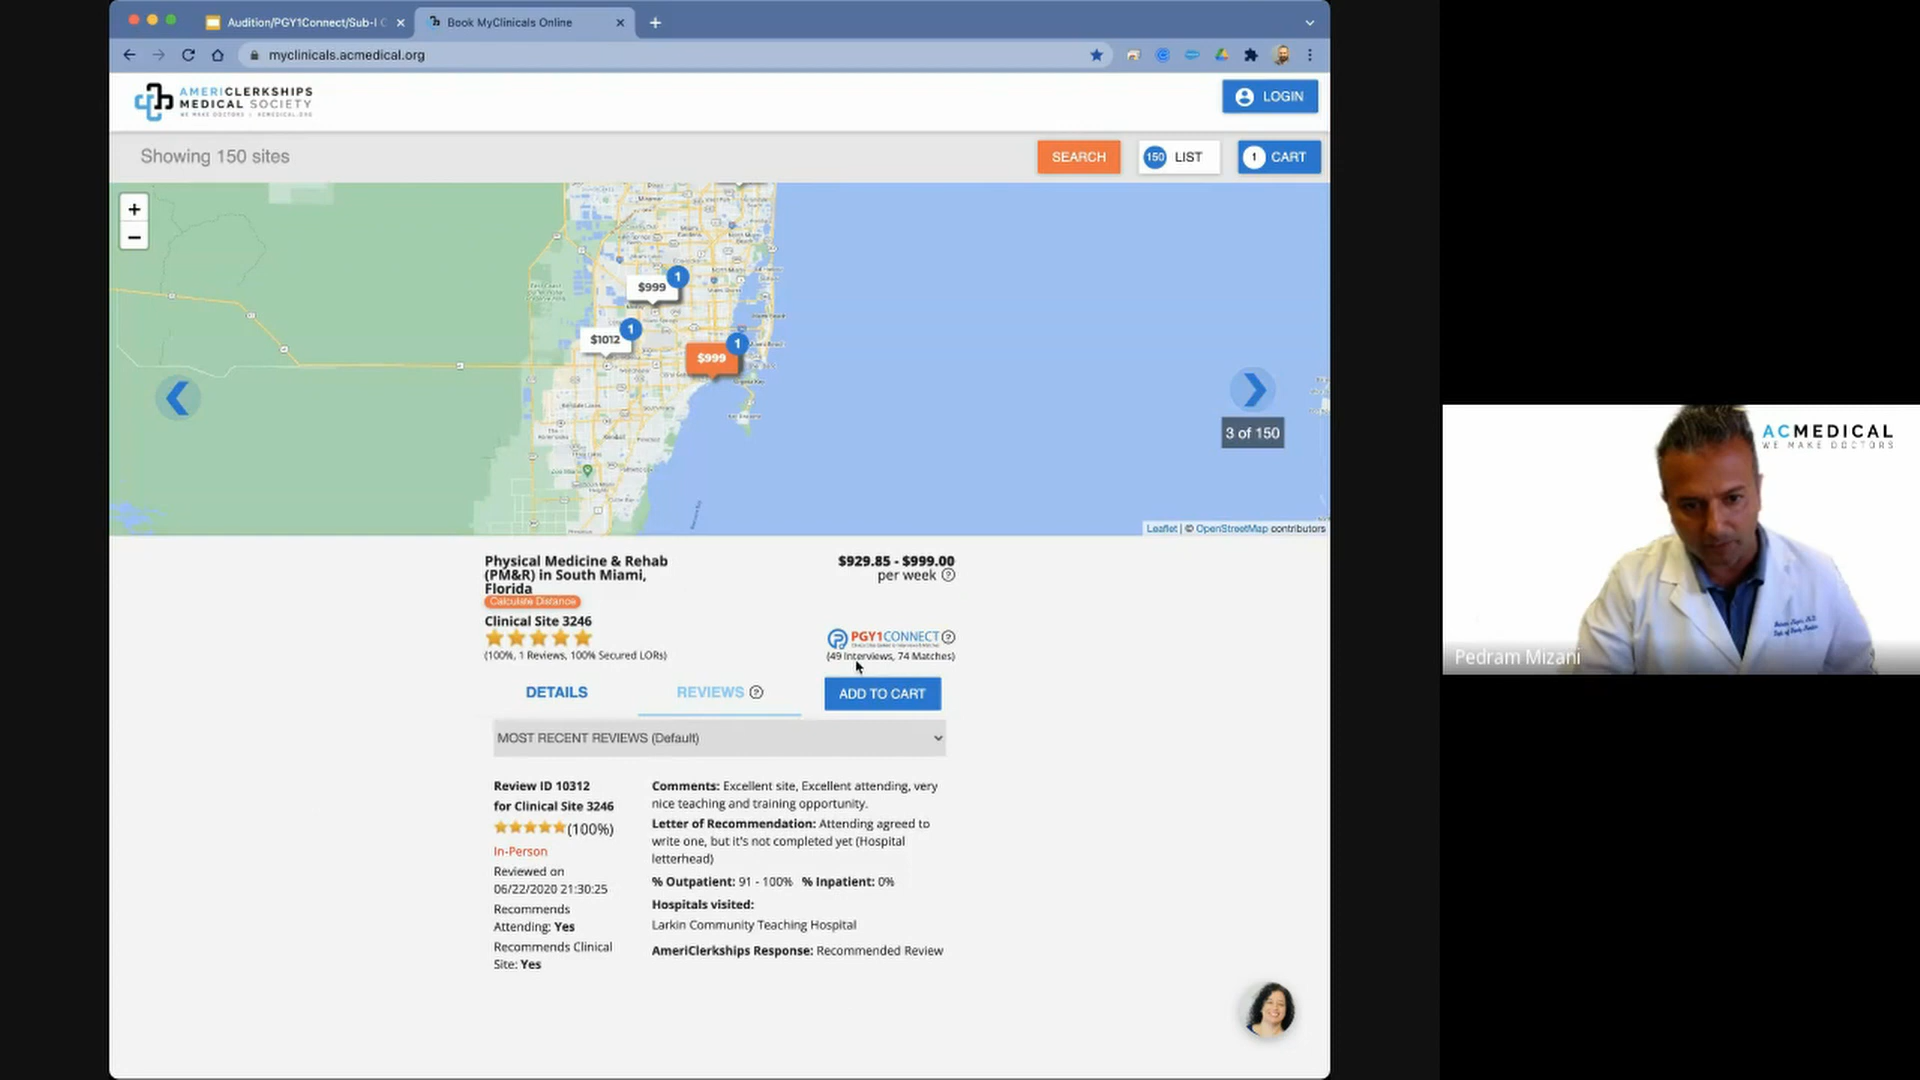 Audition/PGY1Connect/Sub-I
Book MyClinicals Online
myclinicals.acmedical.org
AMERICLERKSHIPS
MEDICAL SOCIETY
WE MAKE DOCTORS | ACMEDICAL.ORG
LOGIN
Showing 150 sites
SEARCH
150 LIST
1 CART
+
−
$999
1
$1012
1
$999
1
3 of 150
Leaflet | © OpenStreetMap contributors
Physical Medicine & Rehab
(PM&R) in South Miami,
Florida
Calculate Distance
$929.85 - $999.00
per week ?
Clinical Site 3246
(100%, 1 Reviews, 100% Secured LORs)
PGY1CONNECT ?
(49 Interviews, 74 Matches)
DETAILS
REVIEWS ?
ADD TO CART
MOST RECENT REVIEWS (Default)
Review ID 10312
for Clinical Site 3246
(100%)
In-Person
Reviewed on
06/22/2020 21:30:25
Recommends
Attending: Yes
Recommends Clinical
Site: Yes
Comments: Excellent site, Excellent attending, very
nice teaching and training opportunity.
Letter of Recommendation: Attending agreed to
write one, but it's not completed yet (Hospital
letterhead)
% Outpatient: 91 - 100% % Inpatient: 0%
Hospitals visited:
Larkin Community Teaching Hospital
AmeriClerkships Response: Recommended Review
ACMEDICAL
WE MAKE DOCTORS
Pedram Mizani